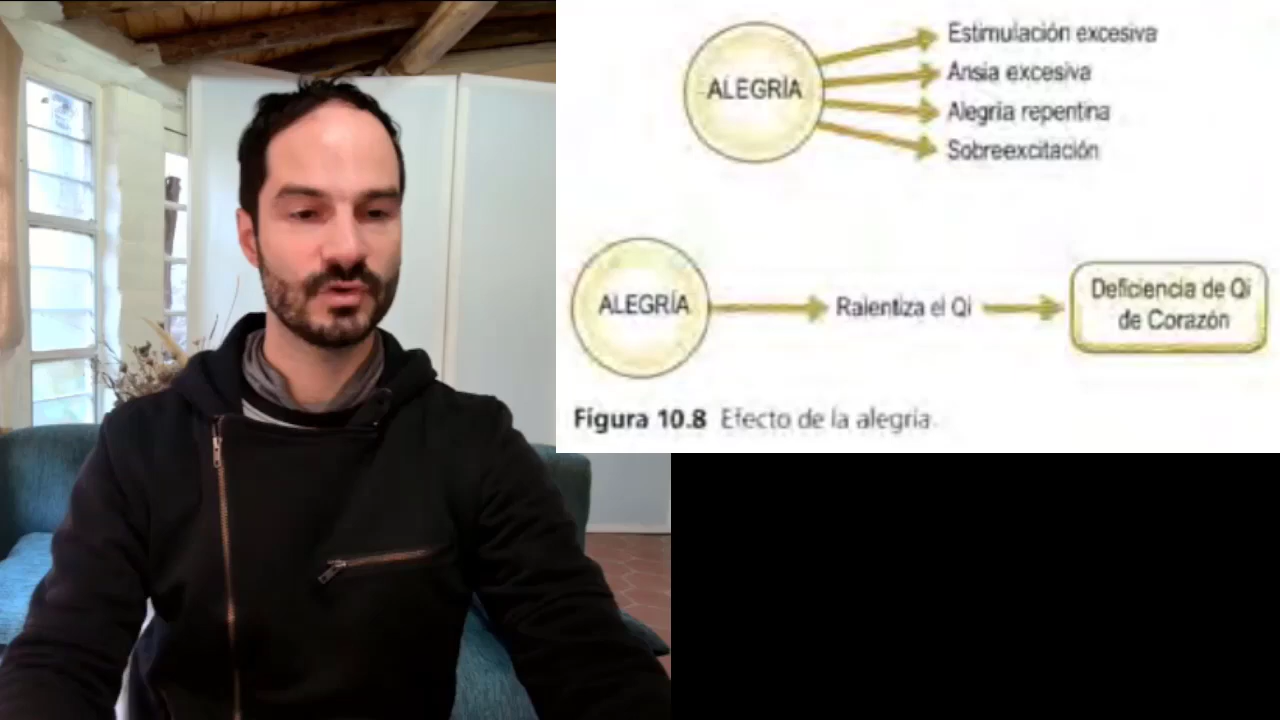 ALEGRÍA
Estimulación excesiva
Ansia excesiva
Alegría repentina
Sobreexcitación
ALEGRÍA
Ralentiza el Qi
Deficiencia de Qi
de Corazón
Figura 10.8 Efecto de la alegría.